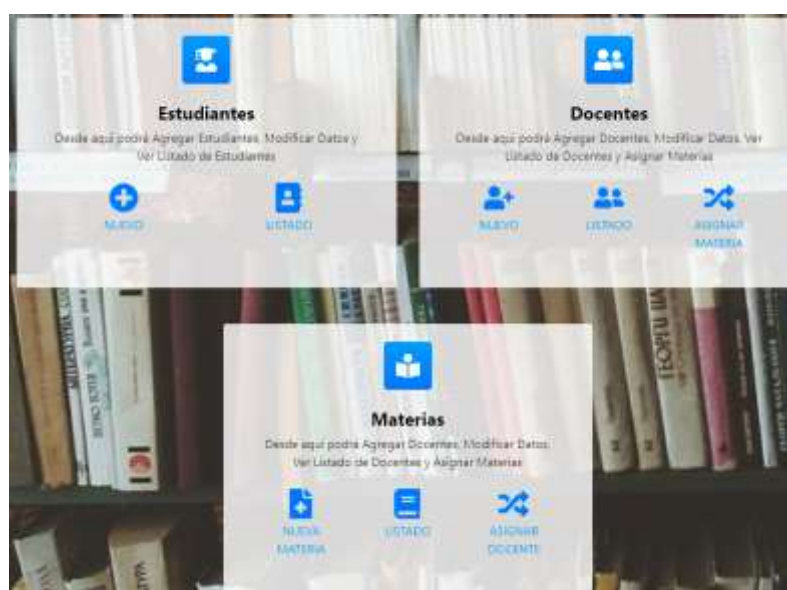 Estudiantes
Desde aquí podrá Agregar Estudiantes, Modificar Datos y
Ver Listado de Estudiantes
NUEVO
LISTADO
Docentes
Desde aquí podrá Agregar Docentes, Modificar Datos, Ver
Listado de Docentes y Asignar Materias
NUEVO
LISTADO
ASIGNAR
MATERIA
ГЕОРГИ
Materias
Desde aquí podrá Agregar Docentes, Modificar Datos,
Ver Listado de Docentes y Asignar Materias
NUEVA
MATERIA
LISTADO
ASIGNAR
DOCENTE